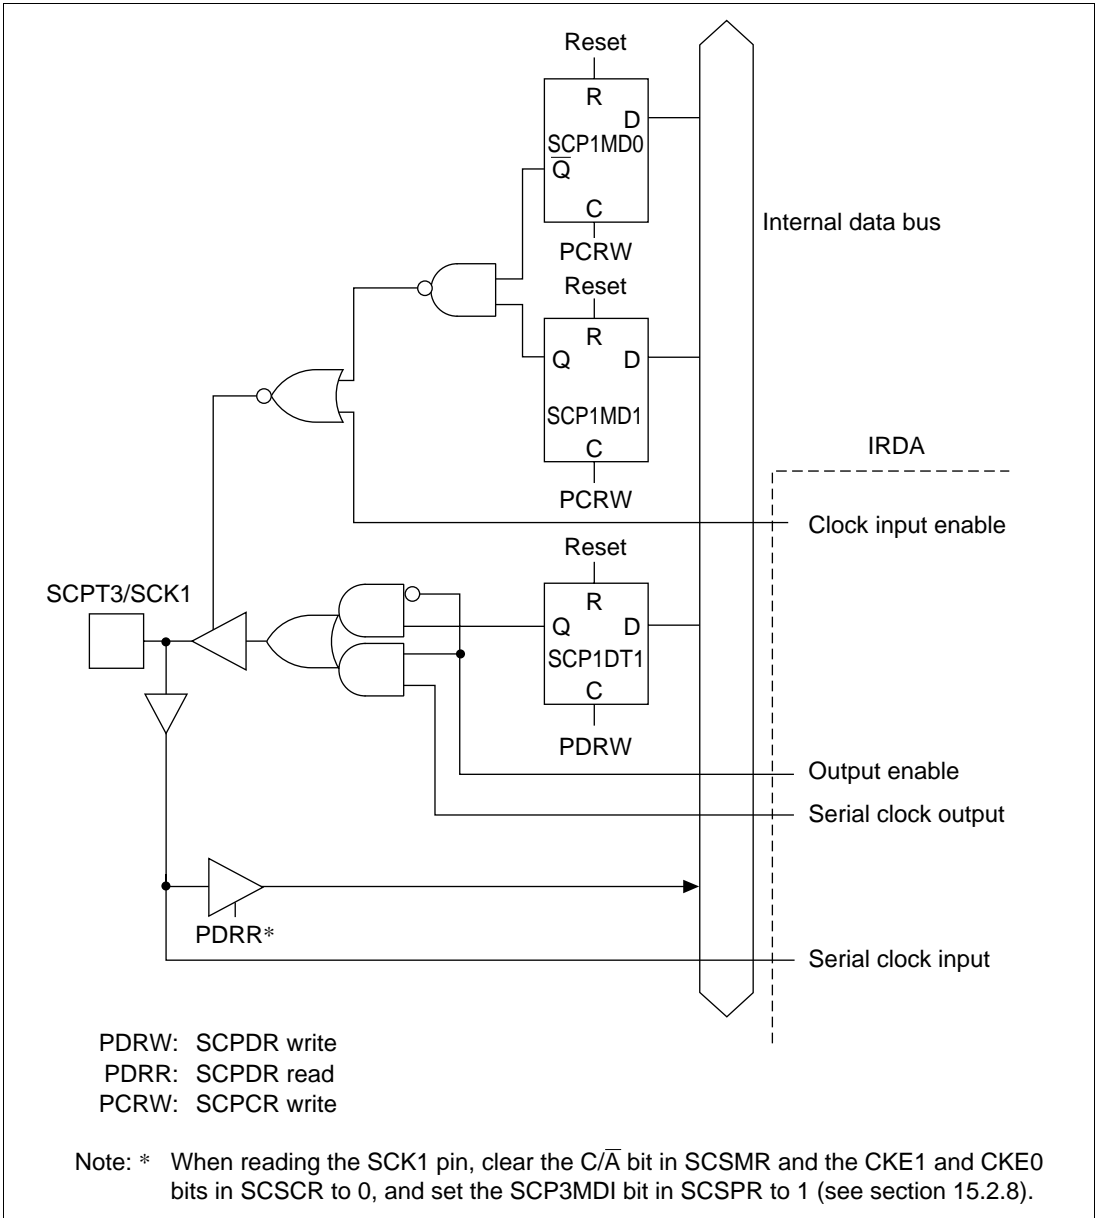 Reset
R
D
SCP1MD0
Q̅
C
PCRW
Internal data bus
Reset
R
Q D
SCP1MD1
C
PCRW
IRDA
Clock input enable
Reset
SCPT3/SCK1
R
Q D
SCP1DT1
C
PDRW
Output enable
Serial clock output
PDRR*
Serial clock input
PDRW: SCPDR write
PDRR: SCPDR read
PCRW: SCPCR write
Note: * When reading the SCK1 pin, clear the C/A̅ bit in SCSMR and the CKE1 and CKE0
bits in SCSCR to 0, and set the SCP3MDI bit in SCSPR to 1 (see section 15.2.8).